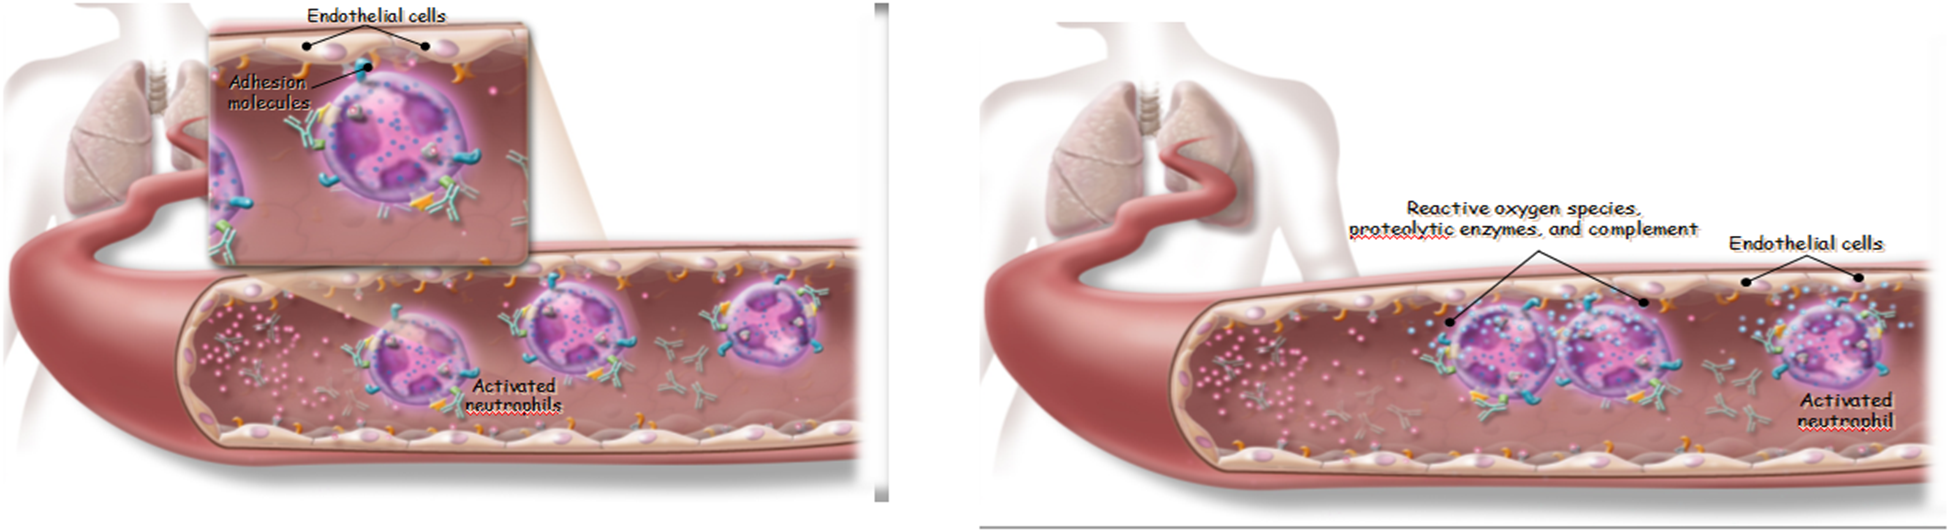 Endothelial cells
Adhesion
molecules
Activated
neutrophils
Reactive oxygen species,
proteolytic enzymes, and complement
Endothelial cells
Activated
neutrophil